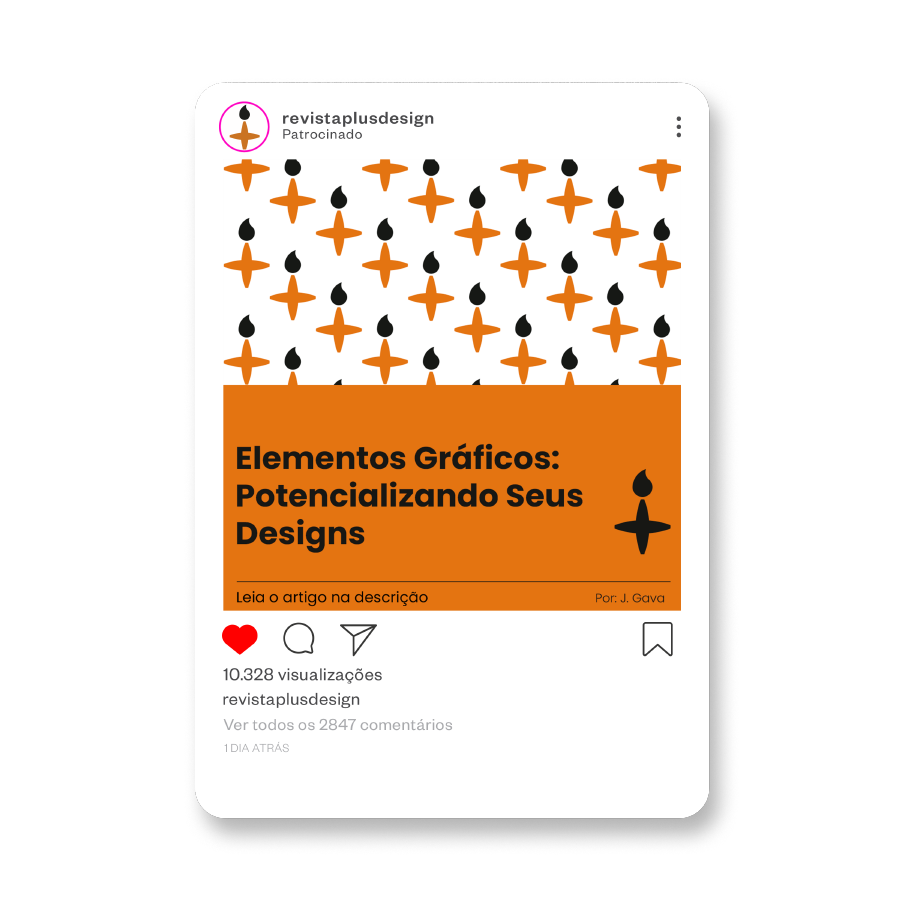 revistaplusdesign
Patrocinado
Elementos Gráficos:
Potencializando Seus
Designs
Leia o artigo na descrição
Por: J. Gava
10.328 visualizações
revistaplusdesign
Ver todos os 2847 comentários
1 DIA ATRÁS